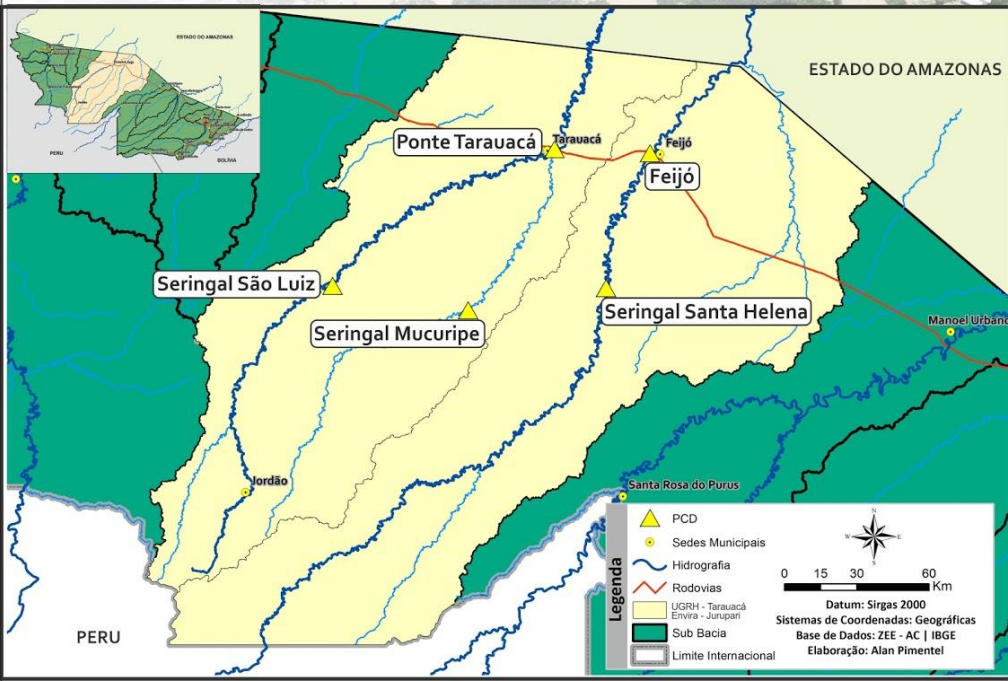 ESTADO DO AMAZONAS
PERU
BOLÍVIA
ESTADO DO AMAZONAS
Ponte Tarauacá
Tarauacá
Feijó
Feijó
Seringal São Luiz
Seringal Mucuripe
Seringal Santa Helena
Manoel Urbano
Jordão
Santa Rosa do Purus
PERU
Legenda
PCD
Sedes Municipais
Hidrografia
Rodovias
UGRH - Tarauacá
Envira - Jurupari
Sub Bacia
Limite Internacional
N
W
E
S
0 15 30 60
Km
Datum: Sirgas 2000
Sistemas de Coordenadas: Geográficas
Base de Dados: ZEE - AC | IBGE
Elaboração: Alan Pimentel